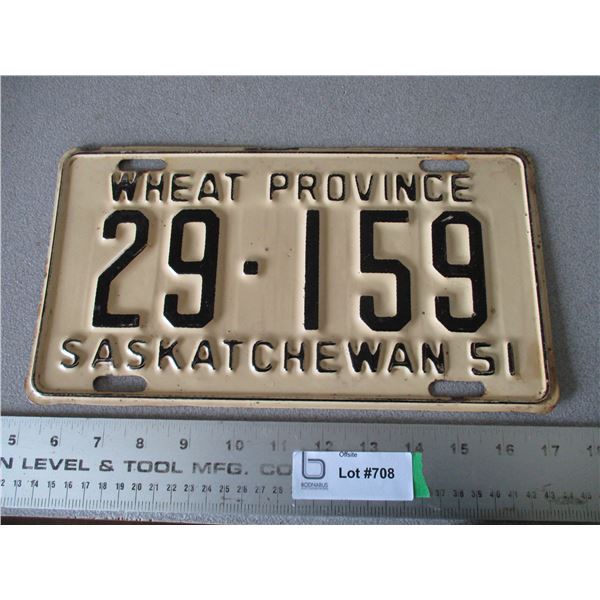 WHEAT PROVINCE
29·159
SASKATCHEWAN 51
5 6 7 8 9 10 11 12 13 14 15 16 17
N LEVEL & TOOL MFG. CO
Offsite
Lot #708
BODNARUS